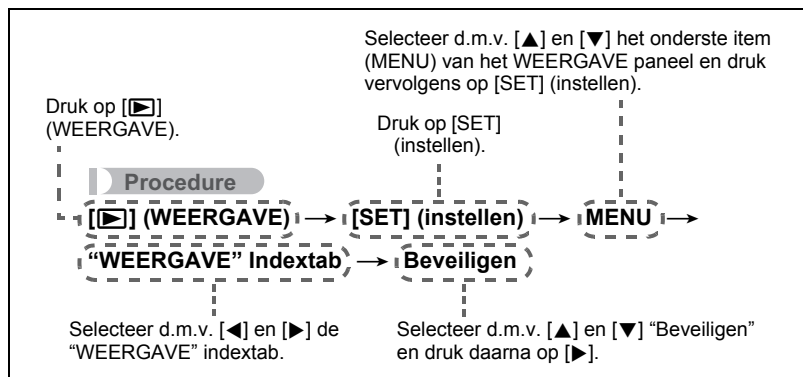 Selecteer d.m.v. [▲] en [▼] het onderste item
(MENU) van het WEERGAVE paneel en druk
vervolgens op [SET] (instellen).
Druk op [▶]
(WEERGAVE).
Druk op [SET]
(instellen).
Procedure
[▶] (WEERGAVE) → [SET] (instellen) → MENU →
“WEERGAVE” Indextab → Beveiligen
Selecteer d.m.v. [◀] en [▶] de
“WEERGAVE” indextab.
Selecteer d.m.v. [▲] en [▼] “Beveiligen”
en druk daarna op [▶].